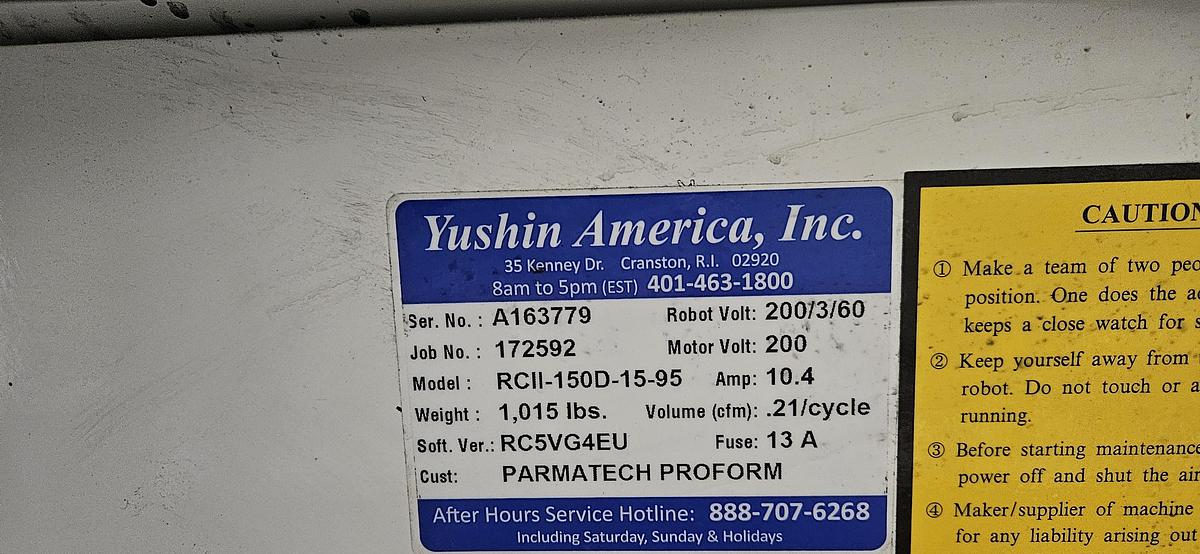 Yushin America, Inc.
35 Kenney Dr. Cranston, R.I. 02920
8am to 5pm (EST) 401-463-1800
Ser. No. : A163779 Robot Volt: 200/3/60
Job No. : 172592 Motor Volt: 200
Model : RCII-150D-15-95 Amp: 10.4
Weight : 1,015 lbs. Volume (cfm): .21/cycle
Soft. Ver.: RC5VG4EU Fuse: 13 A
Cust: PARMATECH PROFORM
After Hours Service Hotline: 888-707-6268
Including Saturday, Sunday & Holidays
CAUTION
① Make a team of two
position. One does the
keeps a close watch for
② Keep yourself away from
robot. Do not touch or
running.
③ Before starting maintenance
power off and shut the air
④ Maker/supplier of machine
for any liability arising out